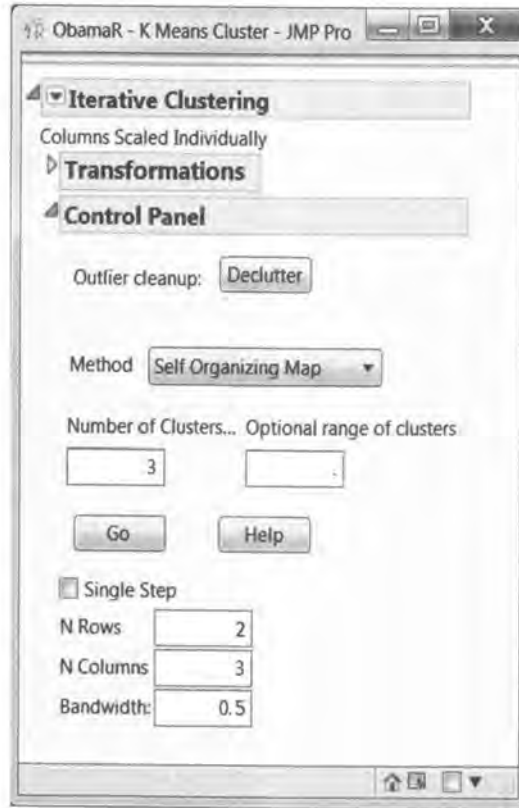 ObamaR - K Means Cluster - JMP Pro
Iterative Clustering
Columns Scaled Individually
Transformations
Control Panel
Outlier cleanup: Declutter
Method Self Organizing Map
Number of Clusters... Optional range of clusters
3 .
Go Help
Single Step
N Rows 2
N Columns 3
Bandwidth: 0.5